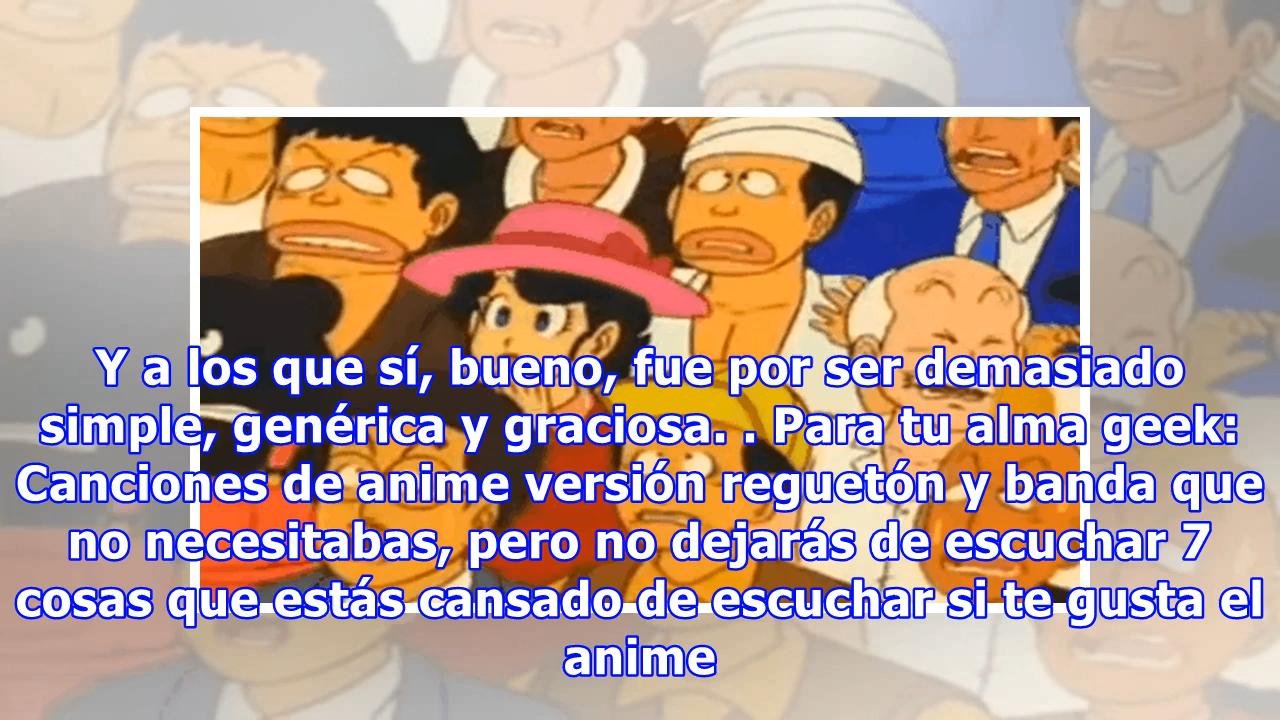 Y a los que sí, bueno, fue por ser demasiado
simple, genérica y graciosa. . Para tu alma geek:
Canciones de anime versión reguetón y banda que
no necesitabas, pero no dejarás de escuchar 7
cosas que estás cansado de escuchar si te gusta el
anime